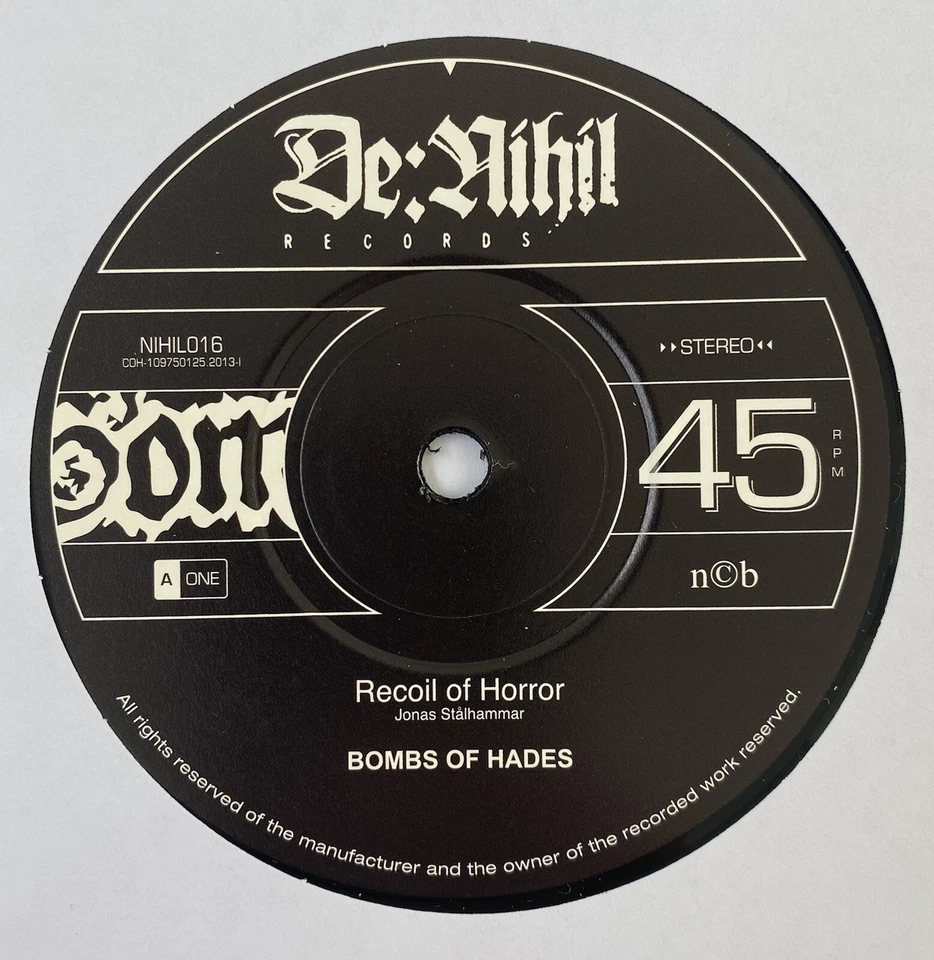 De:Nihil
RECORDS
NIHIL016
COH-109750125.2013-I
▸▸STEREO◂◂
45
RPM
A ONE
n©b
Recoil of Horror
Jonas Stålhammar
BOMBS OF HADES
All rights reserved of the manufacturer and the owner of the recorded work reserved.